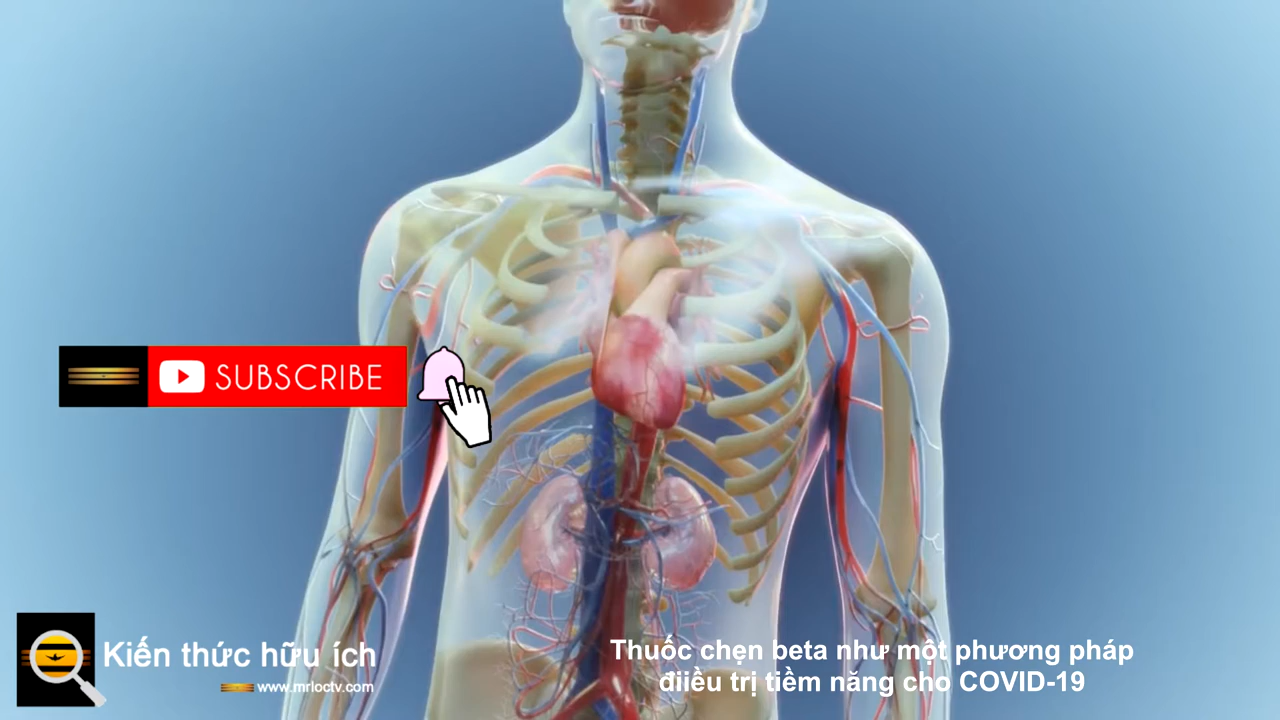 SUBSCRIBE
Kiến thức hữu ích
www.mrloctv.com
Thuốc chẹn beta như một phương pháp
điiều trị tiềm năng cho COVID-19